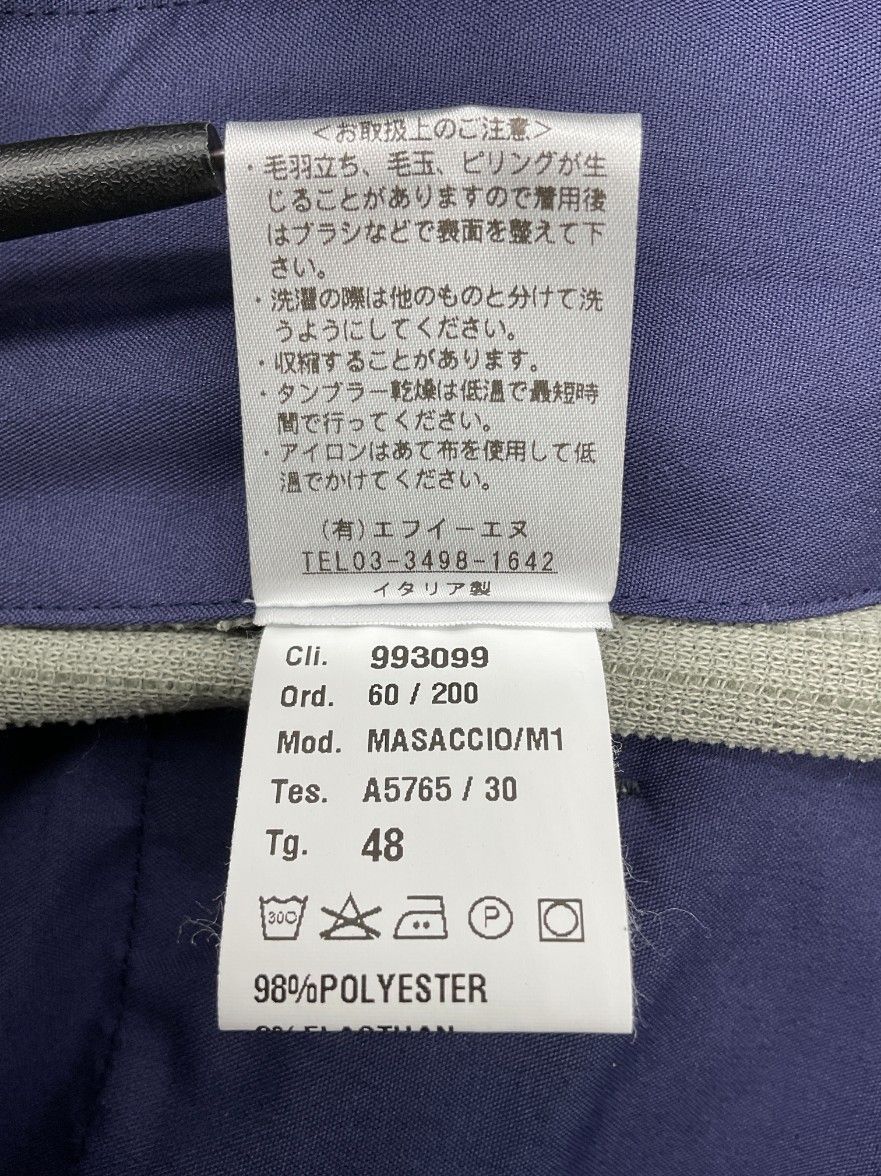 <お取扱上のご注意>
・毛羽立ち、毛玉、ピリングが生
じることがありますので着用後
はブラシなどで表面を整えて下
さい。
・洗濯の際は他のものと分けて洗
うようにしてください。
・収縮することがあります。
・タンブラー乾燥は低温で最短時
間で行ってください。
・アイロンはあて布を使用して低
温でかけてください。
(有)エフイーエヌ
TEL03-3498-1642
イタリア製
Cli. 993099
Ord. 60 / 200
Mod. MASACCIO/M1
Tes. A5765 / 30
Tg. 48
30C P
98%POLYESTER